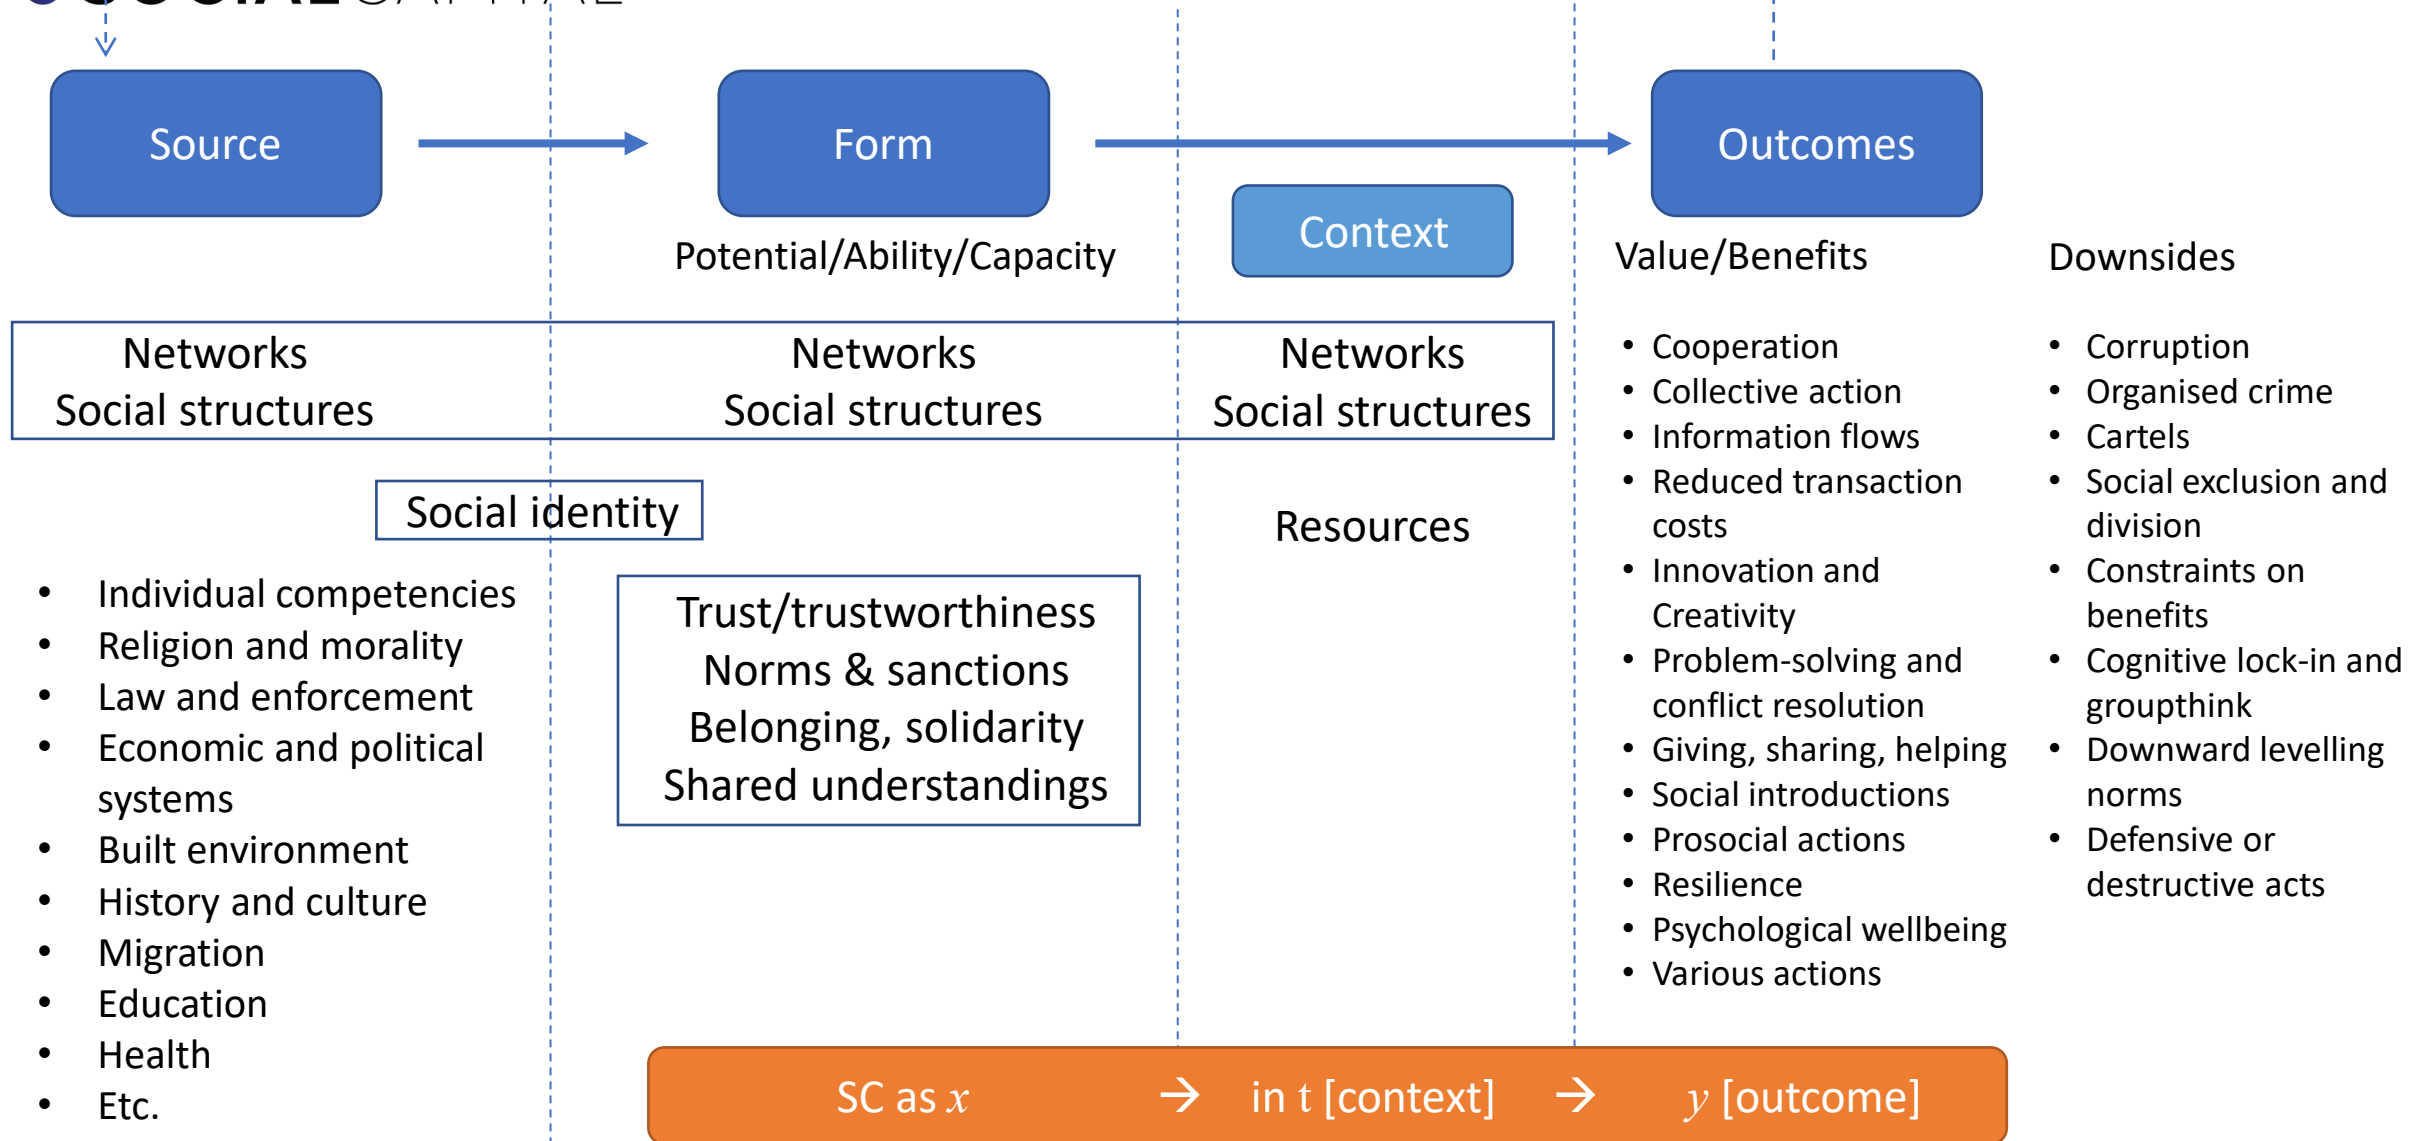 SOCIAL CAPITAL
Source
Form
Outcomes
Context
Potential/Ability/Capacity
Value/Benefits
Downsides
Networks
Social structures
Networks
Social structures
Networks
Social structures
Social identity
• Individual competencies
• Religion and morality
• Law and enforcement
• Economic and political
systems
• Built environment
• History and culture
• Migration
• Education
• Health
• Etc.
Trust/trustworthiness
Norms & sanctions
Belonging, solidarity
Shared understandings
Resources
• Cooperation
• Collective action
• Information flows
• Reduced transaction
costs
• Innovation and
Creativity
• Problem-solving and
conflict resolution
• Giving, sharing, helping
• Social introductions
• Prosocial actions
• Resilience
• Psychological wellbeing
• Various actions
• Corruption
• Organised crime
• Cartels
• Social exclusion and
division
• Constraints on
benefits
• Cognitive lock-in and
groupthink
• Downward levelling
norms
• Defensive or
destructive acts
SC as x → in t [context] → y [outcome]